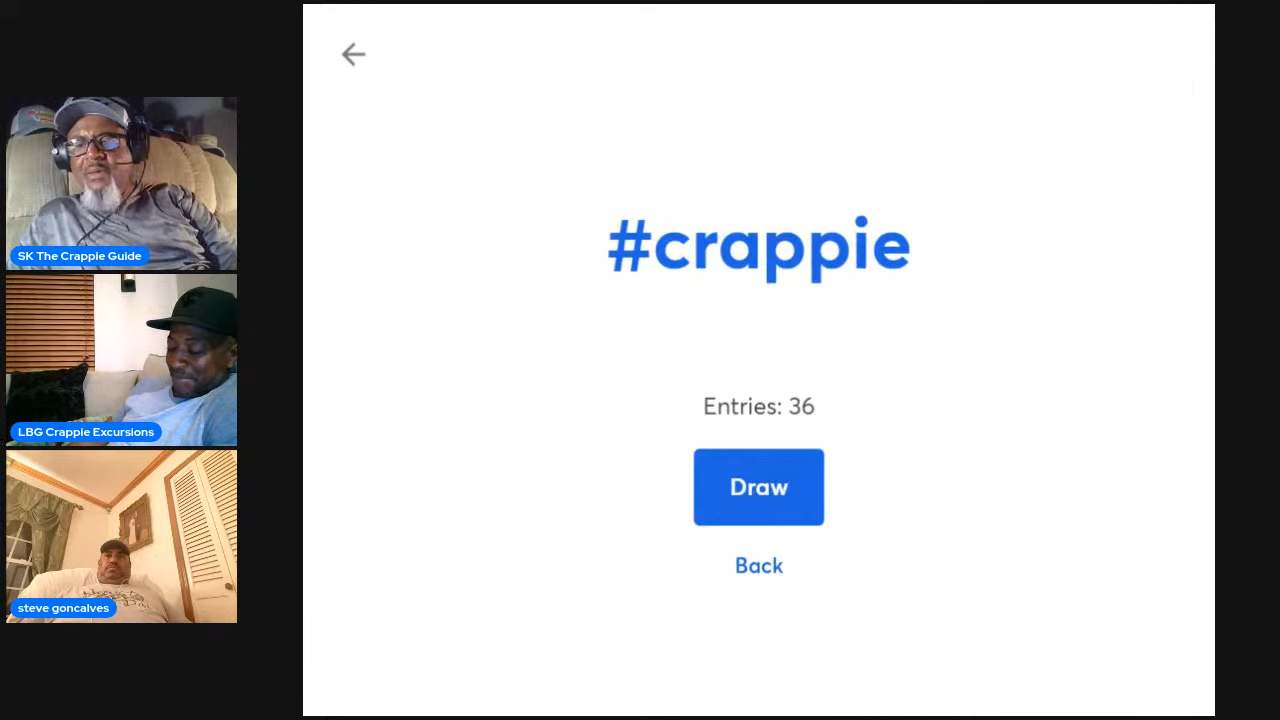 SK The Crappie Guide
LBG Crappie Excursions
steve goncalves
#crappie
Entries: 36
Draw
Back